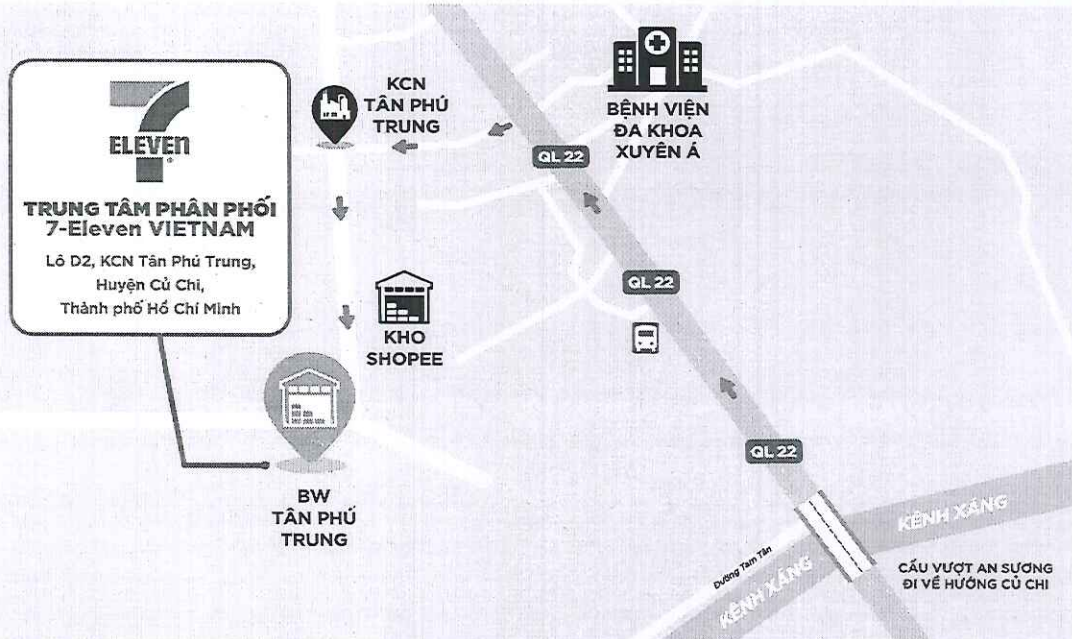 7
ELEVEn
TRUNG TÂM PHÂN PHỐI
7-Eleven VIETNAM
Lô D2, KCN Tân Phú Trung,
Huyện Củ Chi,
Thành phố Hồ Chí Minh
KCN
TÂN PHÚ
TRUNG
BỆNH VIỆN
ĐA KHOA
XUYÊN Á
QL 22
QL 22
KHO
SHOPEE
QL 22
BW
TÂN PHÚ
TRUNG
KÊNH XÁNG
Đường Tam Tân
KÊNH XÁNG
CẦU VƯỢT AN SƯƠNG
ĐI VỀ HƯỚNG CỦ CHI